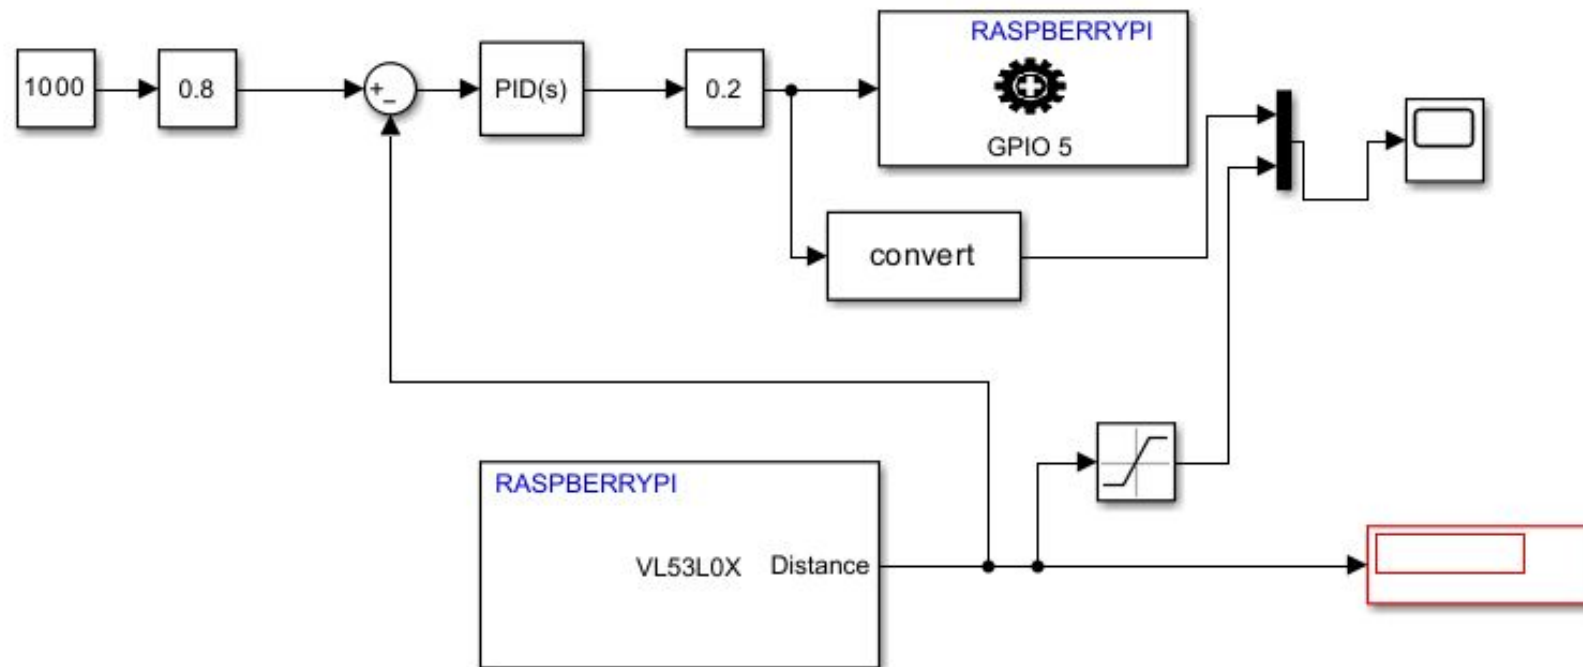 1000
0.8
+
−
PID(s)
0.2
RASPBERRYPI
GPIO 5
convert
RASPBERRYPI
VL53L0X
Distance